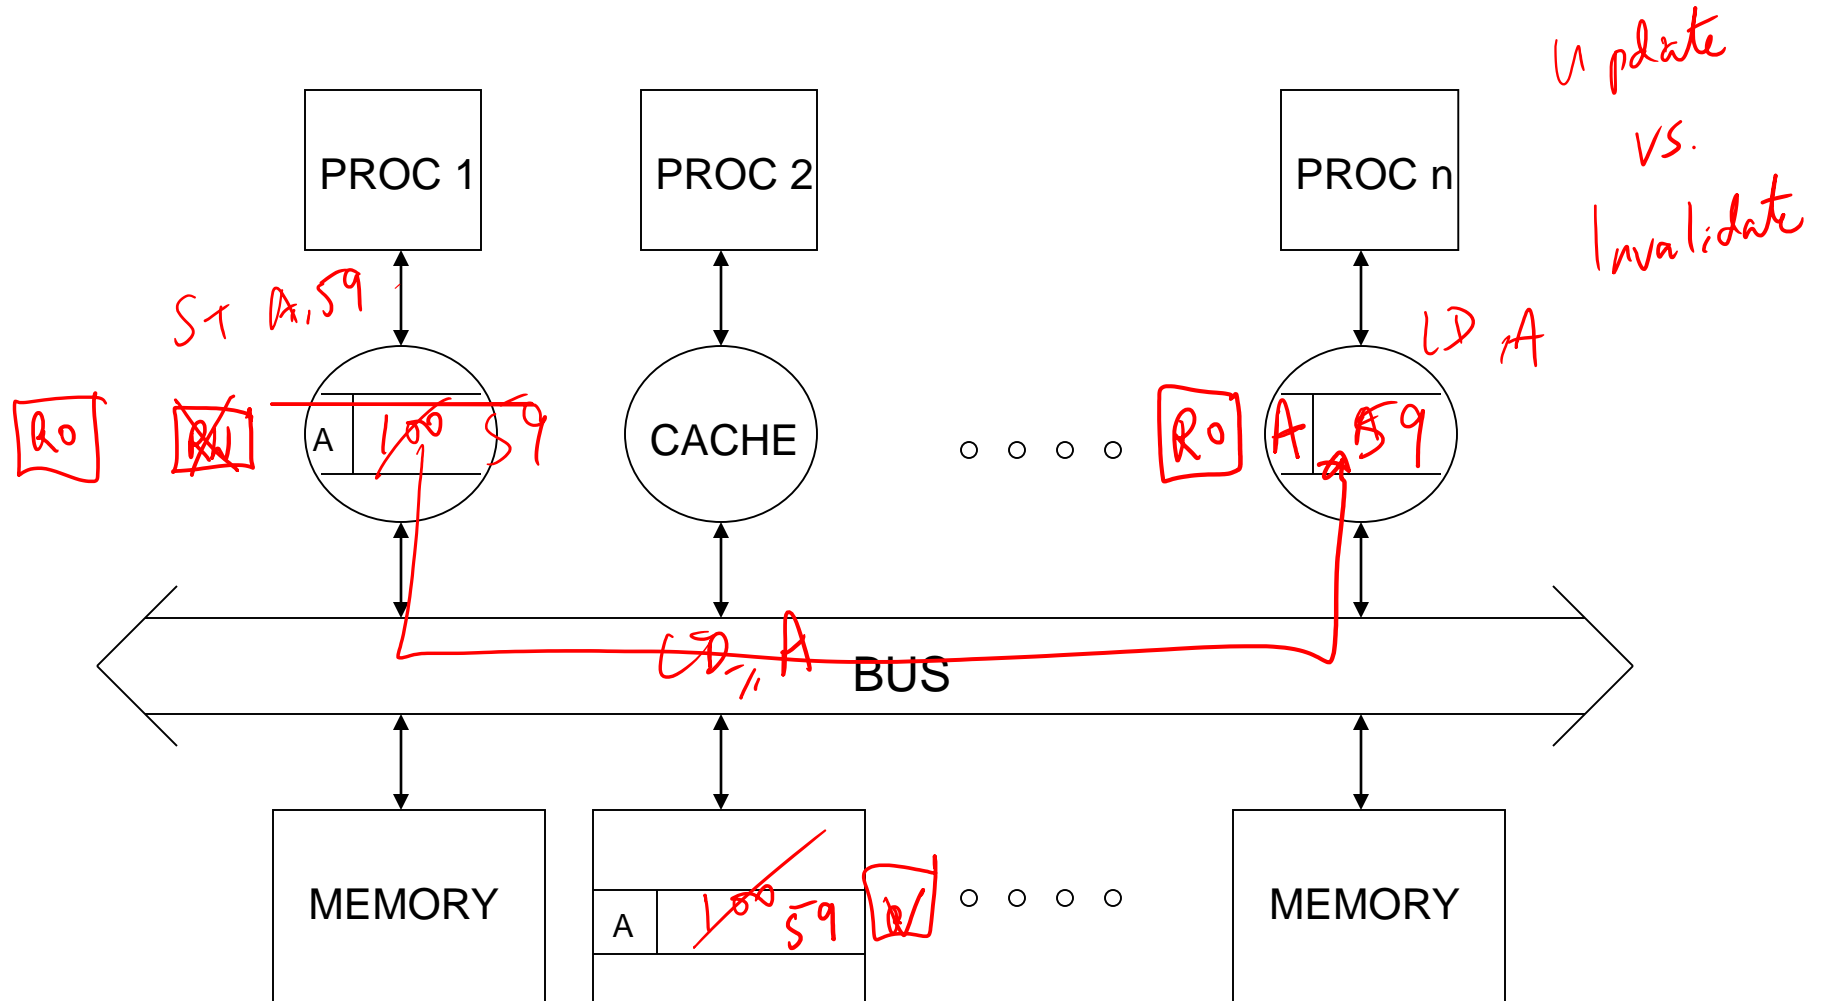 Update
vs.
Invalidate
PROC 1
PROC 2
PROC n
ST A,59
LD,A
RO
RW
A
100
59
CACHE
RO
A
59
LD, A
BUS
MEMORY
A
100
59
MEMORY